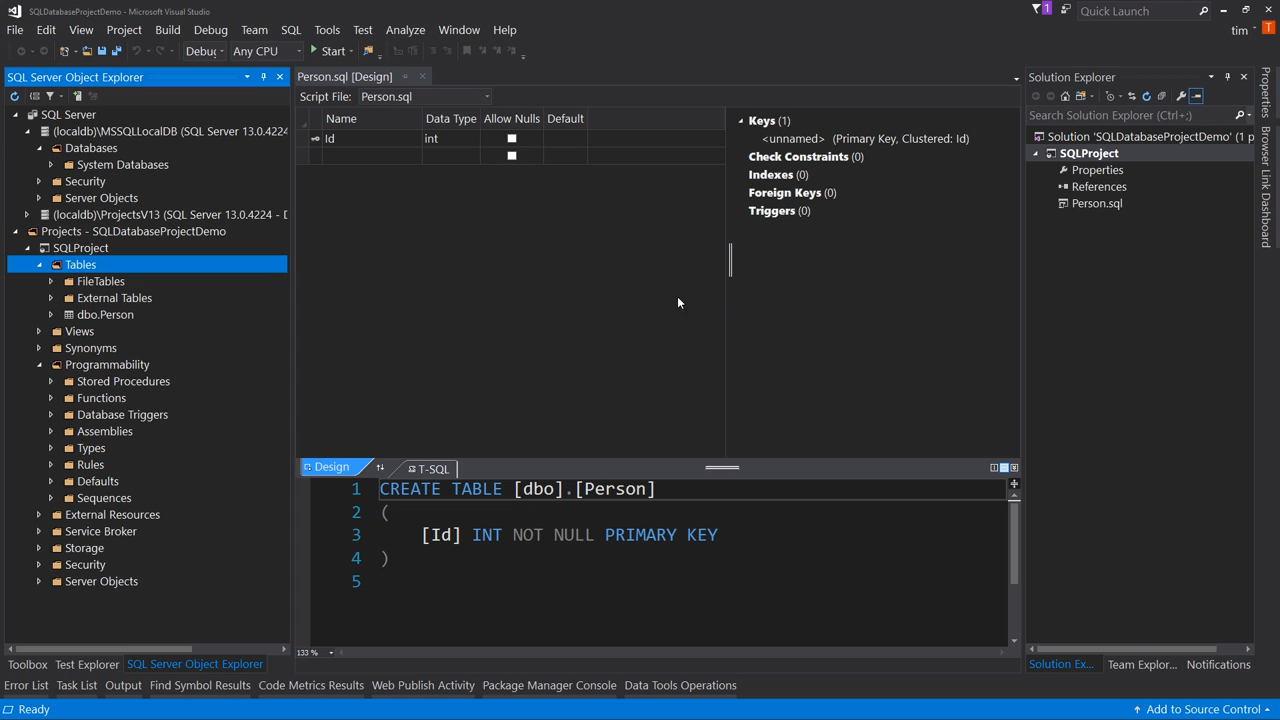 SQLDatabaseProjectDemo - Microsoft Visual Studio
1
Quick Launch
File Edit View Project Build Debug Team SQL Tools Test Analyze Window Help
tim
T
Debug Any CPU Start
SQL Server Object Explorer
SQL Server
(localdb)\MSSQLLocalDB (SQL Server 13.0.4224
Databases
System Databases
Security
Server Objects
(localdb)\ProjectsV13 (SQL Server 13.0.4224 - D
Projects - SQLDatabaseProjectDemo
SQLProject
Tables
FileTables
External Tables
dbo.Person
Views
Synonyms
Programmability
Stored Procedures
Functions
Database Triggers
Assemblies
Types
Rules
Defaults
Sequences
External Resources
Service Broker
Storage
Security
Server Objects
Toolbox Test Explorer SQL Server Object Explorer
Person.sql [Design]
Script File: Person.sql
Name Data Type Allow Nulls Default
Id int
Keys (1)
<unnamed> (Primary Key, Clustered: Id)
Check Constraints (0)
Indexes (0)
Foreign Keys (0)
Triggers (0)
Design T-SQL
1 CREATE TABLE [dbo].[Person]
2 (
3 [Id] INT NOT NULL PRIMARY KEY
4 )
5
133 %
Solution Explorer
Search Solution Explorer (Ctrl+;)
Solution 'SQLDatabaseProjectDemo' (1 p
SQLProject
Properties
References
Person.sql
Solution Ex... Team Explor... Notifications
Properties
Browser Link Dashboard
Error List Task List Output Find Symbol Results Code Metrics Results Web Publish Activity Package Manager Console Data Tools Operations
Ready
Add to Source Control